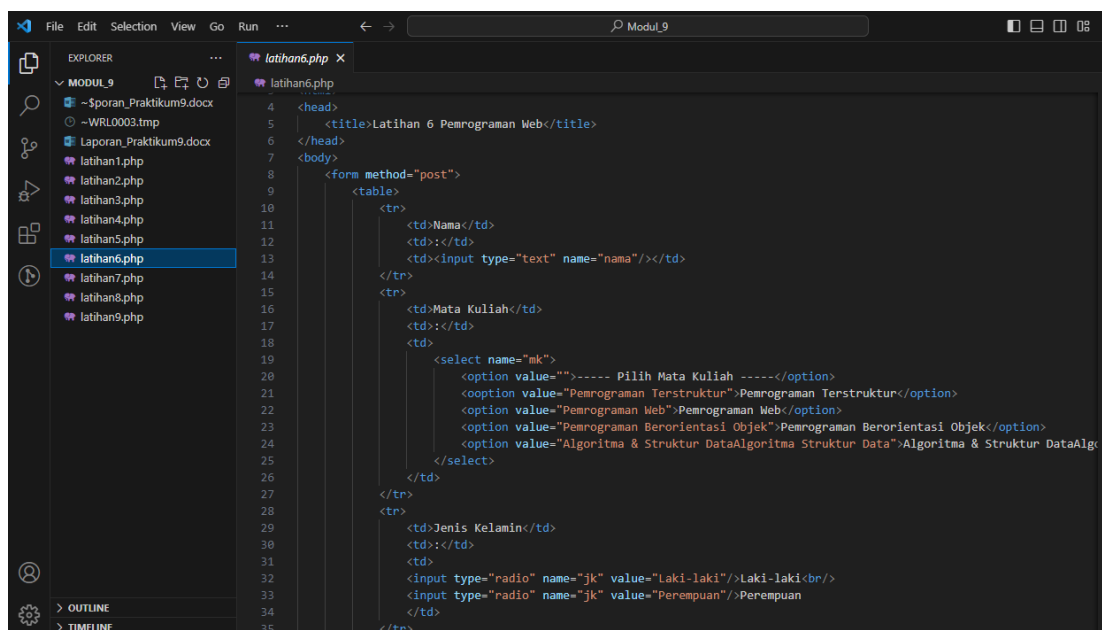 File Edit Selection View Go Run ··· Modul_9
EXPLORER ···
MODUL_9
~$poran_Praktikum9.docx
~WRL0003.tmp
Laporan_Praktikum9.docx
latihan1.php
latihan2.php
latihan3.php
latihan4.php
latihan5.php
latihan6.php
latihan7.php
latihan8.php
latihan9.php
OUTLINE
TIMELINE
latihan6.php ×
latihan6.php
4 <head>
5 <title>Latihan 6 Pemrograman Web</title>
6 </head>
7 <body>
8 <form method="post">
9 <table>
10 <tr>
11 <td>Nama</td>
12 <td>:</td>
13 <td><input type="text" name="nama"/></td>
14 </tr>
15 <tr>
16 <td>Mata Kuliah</td>
17 <td>:</td>
18 <td>
19 <select name="mk">
20 <option value="">----- Pilih Mata Kuliah -----</option>
21 <ooption value="Pemrograman Terstruktur">Pemrograman Terstruktur</option>
22 <option value="Pemrograman Web">Pemrograman Web</option>
23 <option value="Pemrograman Berorientasi Objek">Pemrograman Berorientasi Objek</option>
24 <option value="Algoritma & Struktur DataAlgoritma Struktur Data">Algoritma & Struktur DataAlgo
25 </select>
26 </td>
27 </tr>
28 <tr>
29 <td>Jenis Kelamin</td>
30 <td>:</td>
31 <td>
32 <input type="radio" name="jk" value="Laki-laki"/>Laki-laki<br/>
33 <input type="radio" name="jk" value="Perempuan"/>Perempuan
34 </td>
35 </tr>